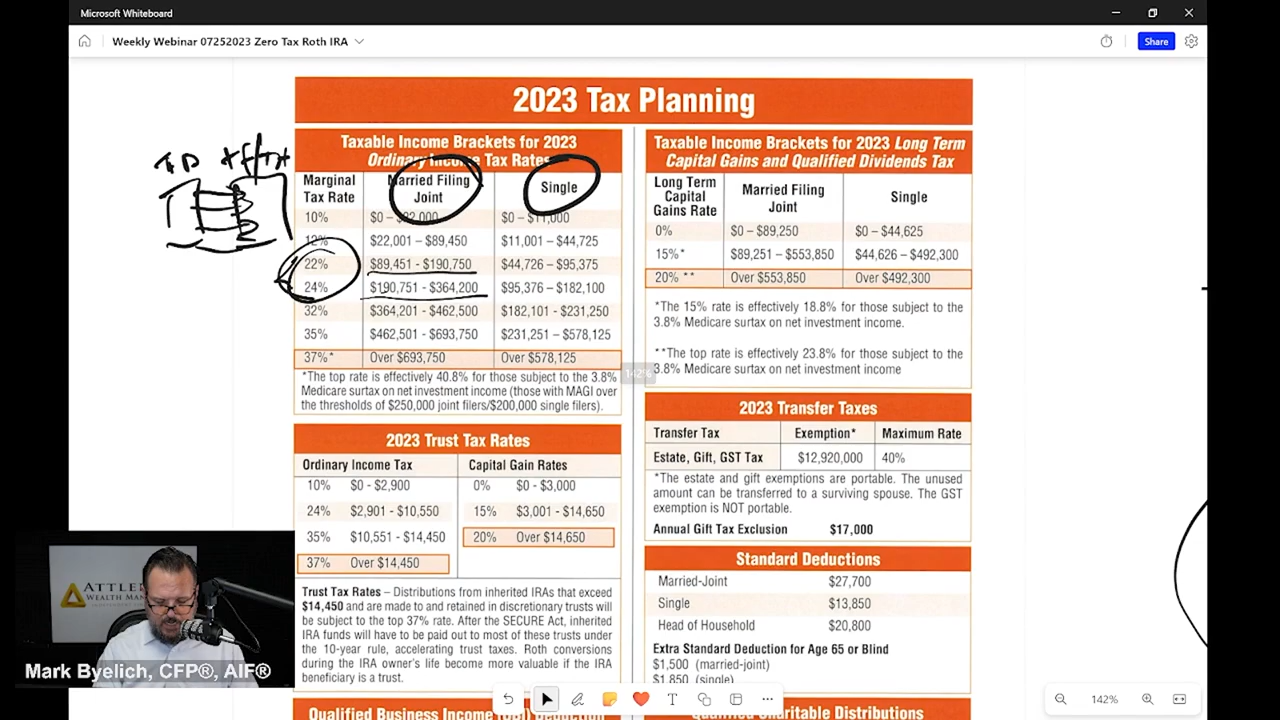 Microsoft Whiteboard
Weekly Webinar 07252023 Zero Tax Roth IRA
Share
2023 Tax Planning
Taxable Income Brackets for 2023
Ordinary Income Tax Rates
Marginal Tax Rate
Married Filing Joint
Single
10% $0 – $22,000 $0 – $11,000
12% $22,001 – $89,450 $11,001 – $44,725
22% $89,451 - $190,750 $44,726 – $95,375
24% $190,751 - $364,200 $95,376 – $182,100
32% $364,201 - $462,500 $182,101 - $231,250
35% $462,501 - $693,750 $231,251 - $578,125
37%* Over $693,750 Over $578,125
*The top rate is effectively 40.8% for those subject to the 3.8%
Medicare surtax on net investment income (those with MAGI over
the thresholds of $250,000 joint filers/$200,000 single filers).
2023 Trust Tax Rates
Ordinary Income Tax Capital Gain Rates
10% $0 - $2,900 0% $0 - $3,000
24% $2,901 - $10,550 15% $3,001 - $14,650
35% $10,551 - $14,450 20% Over $14,650
37% Over $14,450
Trust Tax Rates – Distributions from inherited IRAs that exceed
$14,450 and are made to and retained in discretionary trusts will
be subject to the top 37% rate. After the SECURE Act, inherited
IRA funds will have to be paid out to most of these trusts under
the 10-year rule, accelerating trust taxes. Roth conversions
during the IRA owner's life become more valuable if the IRA
beneficiary is a trust.
Taxable Income Brackets for 2023 Long Term
Capital Gains and Qualified Dividends Tax
Long Term Capital Gains Rate
Married Filing Joint
Single
0% $0 – $89,250 $0 – $44,625
15%* $89,251 – $553,850 $44,626 – $492,300
20% ** Over $553,850 Over $492,300
*The 15% rate is effectively 18.8% for those subject to the
3.8% Medicare surtax on net investment income.
**The top rate is effectively 23.8% for those subject to the
3.8% Medicare surtax on net investment income
142%
2023 Transfer Taxes
Transfer Tax Exemption* Maximum Rate
Estate, Gift, GST Tax $12,920,000 40%
*The estate and gift exemptions are portable. The unused
amount can be transferred to a surviving spouse. The GST
exemption is NOT portable.
Annual Gift Tax Exclusion $17,000
Standard Deductions
Married-Joint $27,700
Single $13,850
Head of Household $20,800
Extra Standard Deduction for Age 65 or Blind
$1,500 (married-joint)
$1,850 (single)
Qualified Business Income (QBI) Deduction
Qualified Charitable Distributions
Mark Byelich, CFP®, AIF®
142%